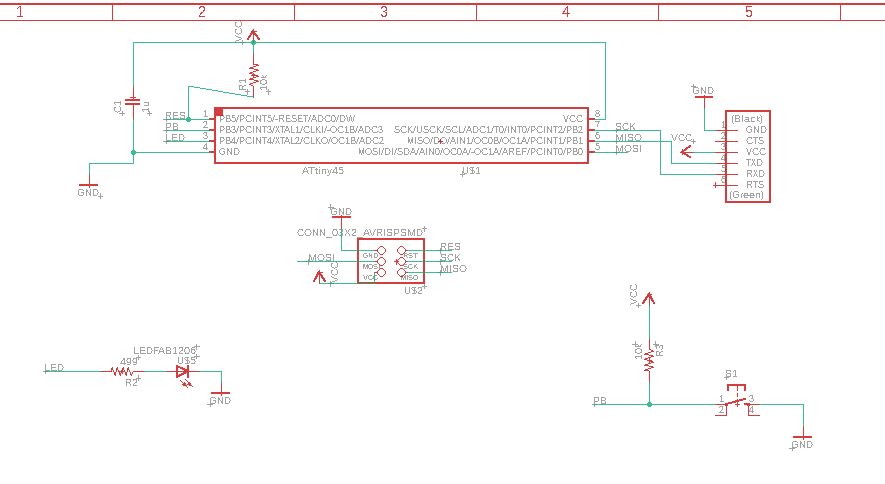 1 2 3 4 5
VCC
R1
10k
C1
1u
RES 1 PB5/PCINT5/-RESET/ADC0/DW VCC 8
PB 2 PB3/PCINT3/XTAL1/CLKI/-OC1B/ADC3 SCK/USCK/SCL/ADC1/T0/INT0/PCINT2/PB2 7 SCK
LED 3 PB4/PCINT4/XTAL2/CLKO/OC1B/ADC2 MISO/DO/AIN1/OC0B/OC1A/PCINT1/PB1 6 MISO
4 GND MOSI/DI/SDA/AIN0/OC0A/-OC1A/AREF/PCINT0/PB0 5 MOSI
ATtiny45 U$1
GND
GND
VCC
(Black)
1 GND
2 CTS
3 VCC
4 TXD
5 RXD
6 RTS
(Green)
GND
CONN_03X2_AVRISPSMD
GND RST RES
MOSI MOSI SCK SCK
VCC VCC MISO MISO
U$2
VCC
10k
R3
LEDFAB1206
LED 499 U$5
R2
GND
S1
PB 1 3
2 4
GND